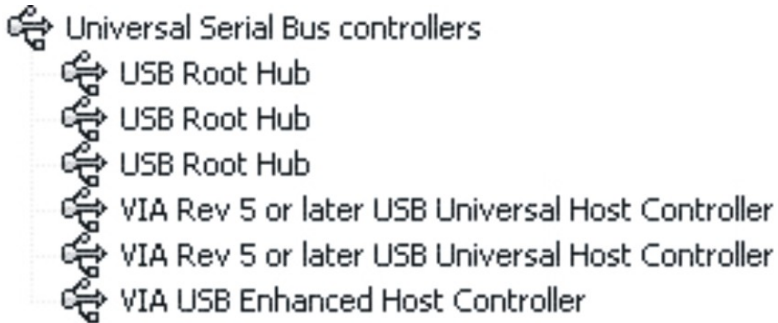 Universal Serial Bus controllers
USB Root Hub
USB Root Hub
USB Root Hub
VIA Rev 5 or later USB Universal Host Controller
VIA Rev 5 or later USB Universal Host Controller
VIA USB Enhanced Host Controller